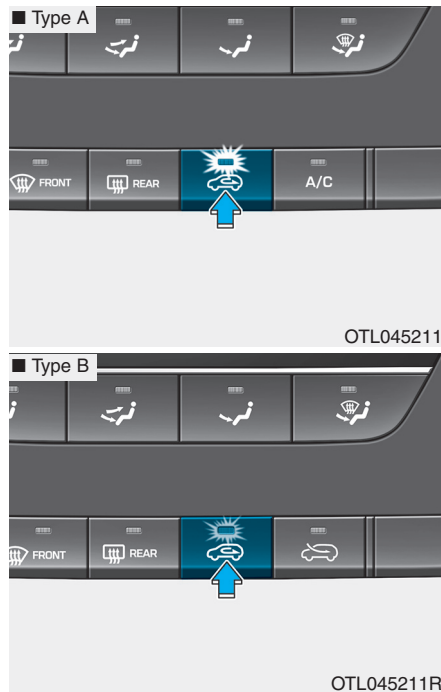 ■ Type A
FRONT
REAR
A/C
OTL045211
■ Type B
FRONT
REAR
OTL045211R